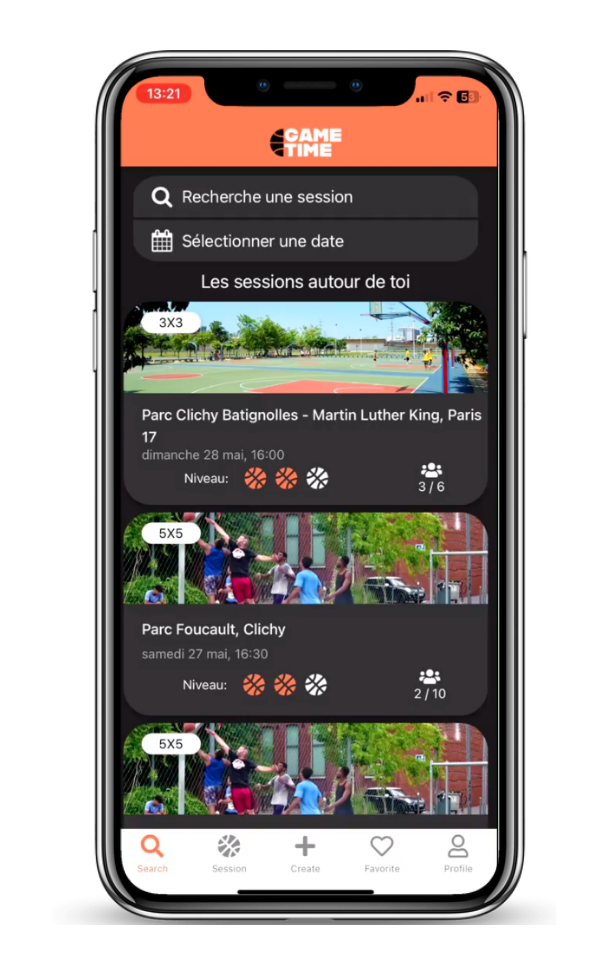 13:21
53
GAME
TIME
Recherche une session
Sélectionner une date
Les sessions autour de toi
3X3
Parc Clichy Batignolles - Martin Luther King, Paris
17
dimanche 28 mai, 16:00
Niveau:
3 / 6
5X5
Parc Foucault, Clichy
samedi 27 mai, 16:30
Niveau:
2 / 10
5X5
Search
Session
Create
Favorite
Profile